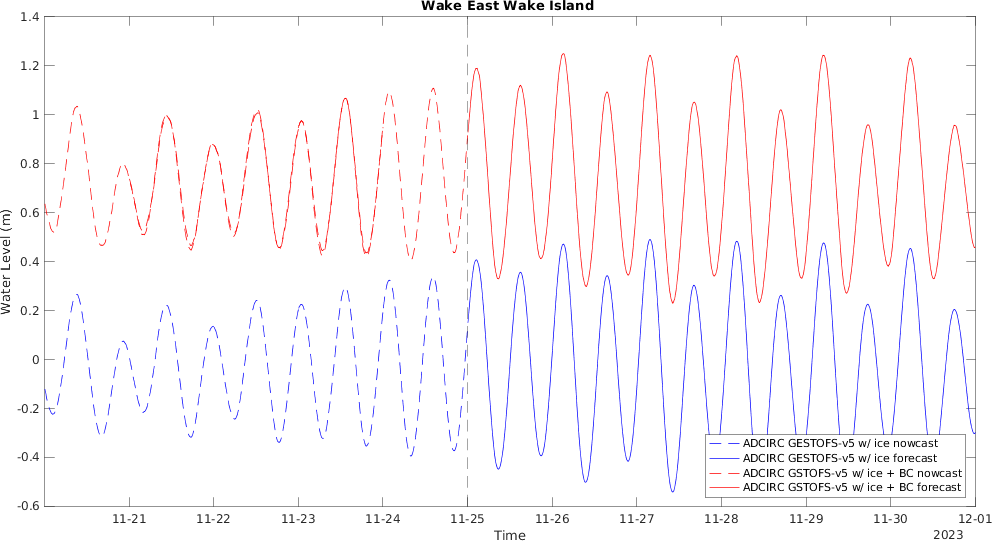 Wake East Wake Island
1.4
1.2
1
0.8
0.6
0.4
0.2
0
-0.2
-0.4
-0.6
Water Level (m)
ADCIRC GESTOFS-v5 w/ ice nowcast
ADCIRC GESTOFS-v5 w/ ice forecast
ADCIRC GSTOFS-v5 w/ ice + BC nowcast
ADCIRC GSTOFS-v5 w/ ice + BC forecast
11-21 11-22 11-23 11-24 11-25 11-26 11-27 11-28 11-29 11-30 12-01
Time
2023